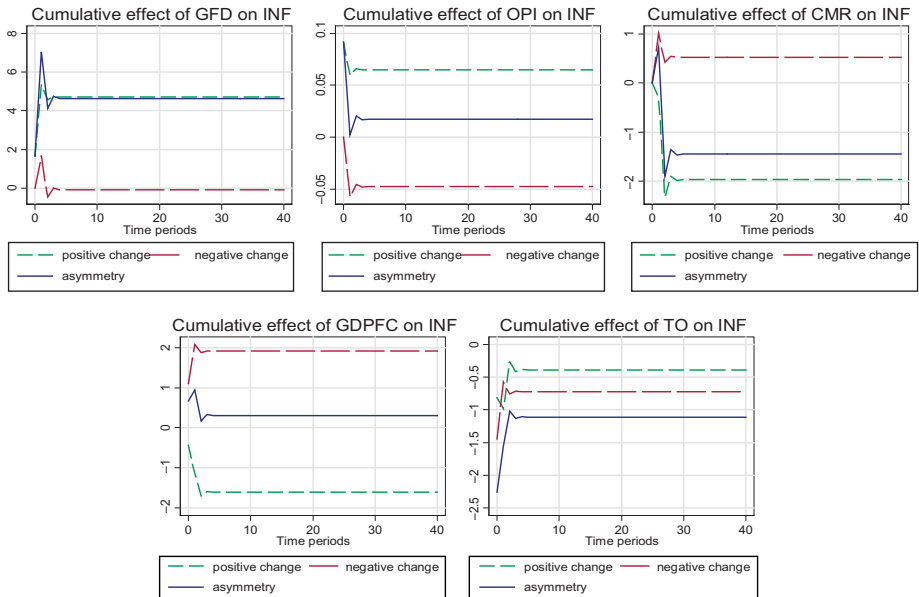 Cumulative effect of GFD on INF
8
6
4
2
0
0 10 20 30 40
Time periods
positive change negative change
asymmetry
Cumulative effect of OPI on INF
0.1
0.05
0
−0.05
0 10 20 30 40
Time periods
positive change negative change
asymmetry
Cumulative effect of CMR on INF
1
0
−1
−2
0 10 20 30 40
Time periods
positive change negative change
asymmetry
Cumulative effect of GDPFC on INF
2
1
0
−1
−2
0 10 20 30 40
Time periods
positive change negative change
asymmetry
Cumulative effect of TO on INF
0
−0.5
−1
−1.5
−2
−2.5
0 10 20 30 40
Time periods
positive change negative change
asymmetry